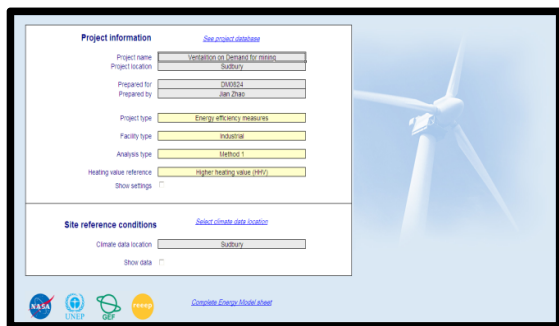 Project information
See project database
Project name
Ventalition on Demand for mining
Project location
Sudbury
Prepared for
DM0824
Prepared by
Jian Zhao
Project type
Energy efficiency measures
Facility type
Industrial
Analysis type
Method 1
Heating value reference
Higher heating value (HHV)
Show settings
Site reference conditions
Select climate data location
Climate data location
Sudbury
Show data
NASA
UNEP
GEF
reeep
Complete Energy Model sheet